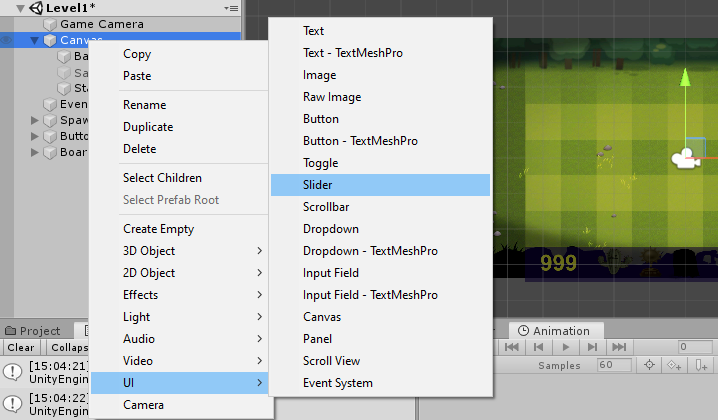 Level1*
Game Camera
Canvas
Ba
Sa
Sta
Even
Spaw
Butto
Boar
Copy
Paste
Rename
Duplicate
Delete
Select Children
Select Prefab Root
Create Empty
3D Object
2D Object
Effects
Light
Audio
Video
UI
Camera
Text
Text - TextMeshPro
Image
Raw Image
Button
Button - TextMeshPro
Toggle
Slider
Scrollbar
Dropdown
Dropdown - TextMeshPro
Input Field
Input Field - TextMeshPro
Canvas
Panel
Scroll View
Event System
999
Project
Clear Collaps
[15:04:21]
UnityEngin
[15:04:22]
UnityEngin
Animation
0
Samples 60